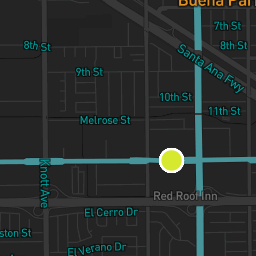 Buena Par
7th St
8th St
8th St
Santa Ana Fwy
9th St
10th St
11th St
Melrose St
Knott Ave
Red Roof Inn
El Cerro Dr
ston St
El Verano Dr